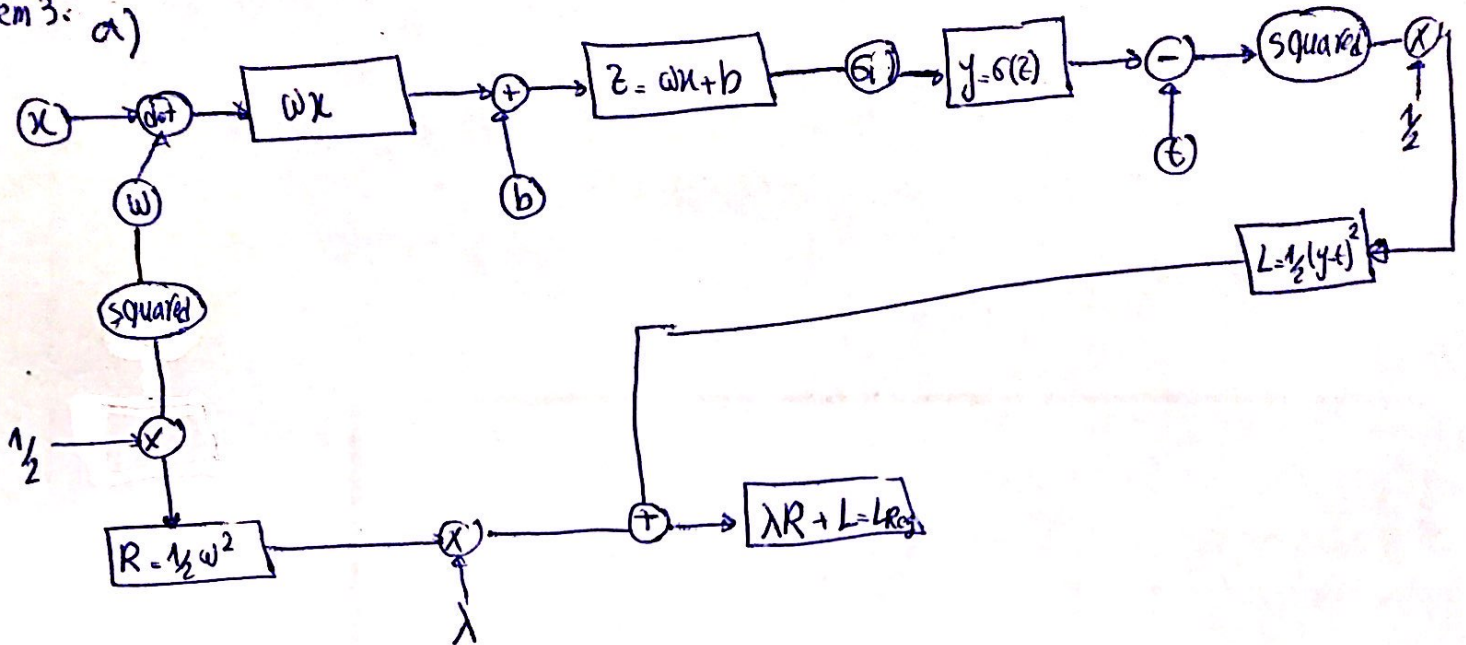 em 3:
a)
x
dot
ωx
+
z = ωx+b
σ()
y=σ(z)
-
squared
x
1/2
t
b
ω
L=1/2(y-t)²
squared
1/2
x
R=1/2 ω²
x
+
λR + L=LReg
λ